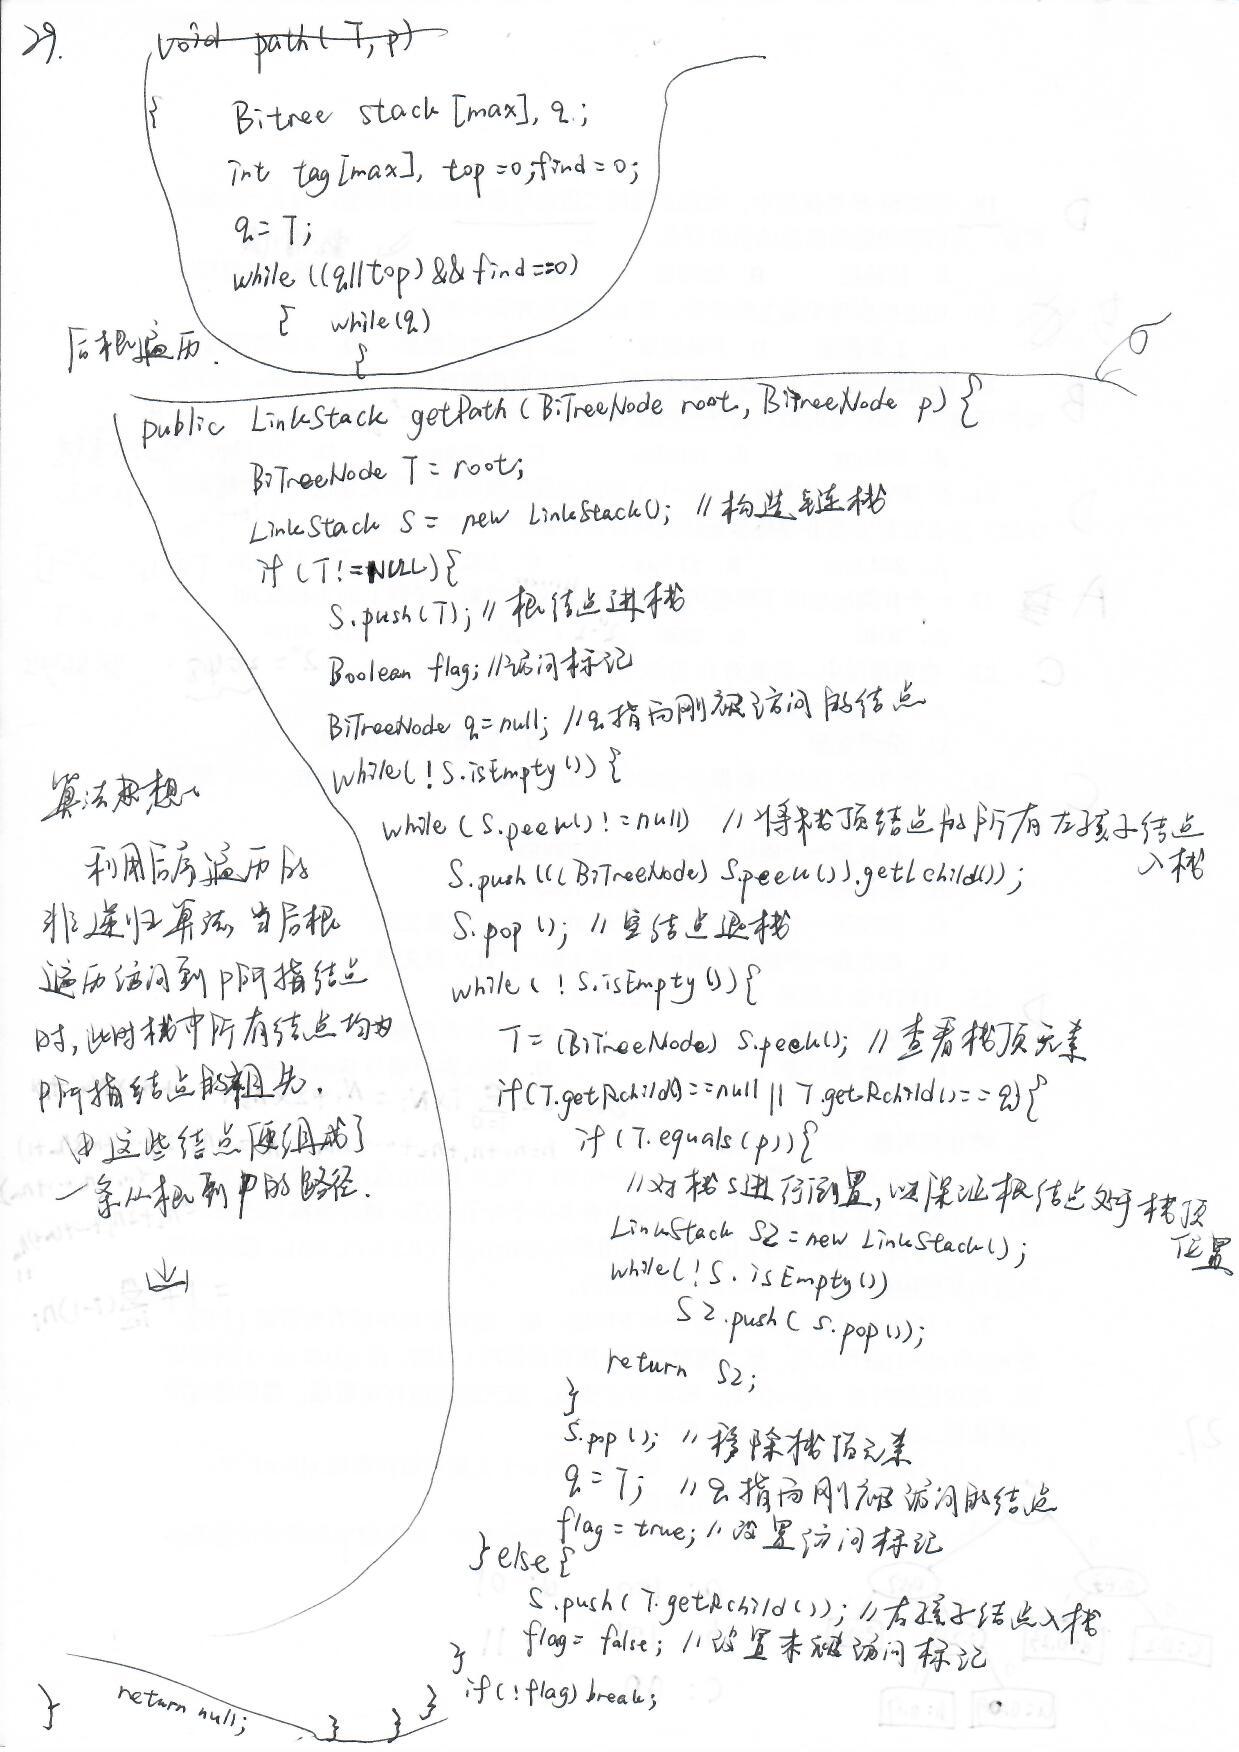 29.
void path( T, p)
{ Bitree stack [max], q;
int tag [max], top =0; find = 0;
q = T;
while ((q||top) && find ==0)
{ while(q)
{
后根遍历.
public LinkStack getPath ( BiTreeNode root, BiTreeNode p) {
BiTreeNode T = root;
LinkStack S = new LinkStack(); // 构造链栈
if (T != NULL) {
S.push(T); // 根结点进栈
Boolean flag; //访问标记
BiTreeNode q = null; // q指向刚被访问的结点
while( ! S.isEmpty()) {
while ( S.peek() != null) // 将栈顶结点的所有左孩子结点
入栈
S.push(((BiTreeNode) S.peek()).getLchild());
S.pop (); // 空结点退栈
while ( ! S.isEmpty()) {
T = (BiTreeNode) S.peek(); // 查看栈顶元素
if(T.getRchild()==null || T.getRchild() == q) {
if (T.equals(p)) {
//对栈S进行倒置, 以保证根结点处于栈顶
位置
LinkStack S2 = new LinkStack();
while(! S. isEmpty())
S2.push( S.pop());
return S2;
}
S.pop (); // 移除栈顶元素
q = T; // q指向刚被访问的结点
flag = true; // 设置访问标记
} else {
S.push( T.getRchild()); // 右孩子结点入栈
flag = false; // 设置未被访问标记
}
if(!flag) break;
} } }
return null;
}
算法思想:
利用后序遍历的
非递归算法, 当后根
遍历访问到 p所指结点
时, 此时栈中所有结点均为
p所指结点的祖先.
由这些结点便组成了
一条从根到p的路径.